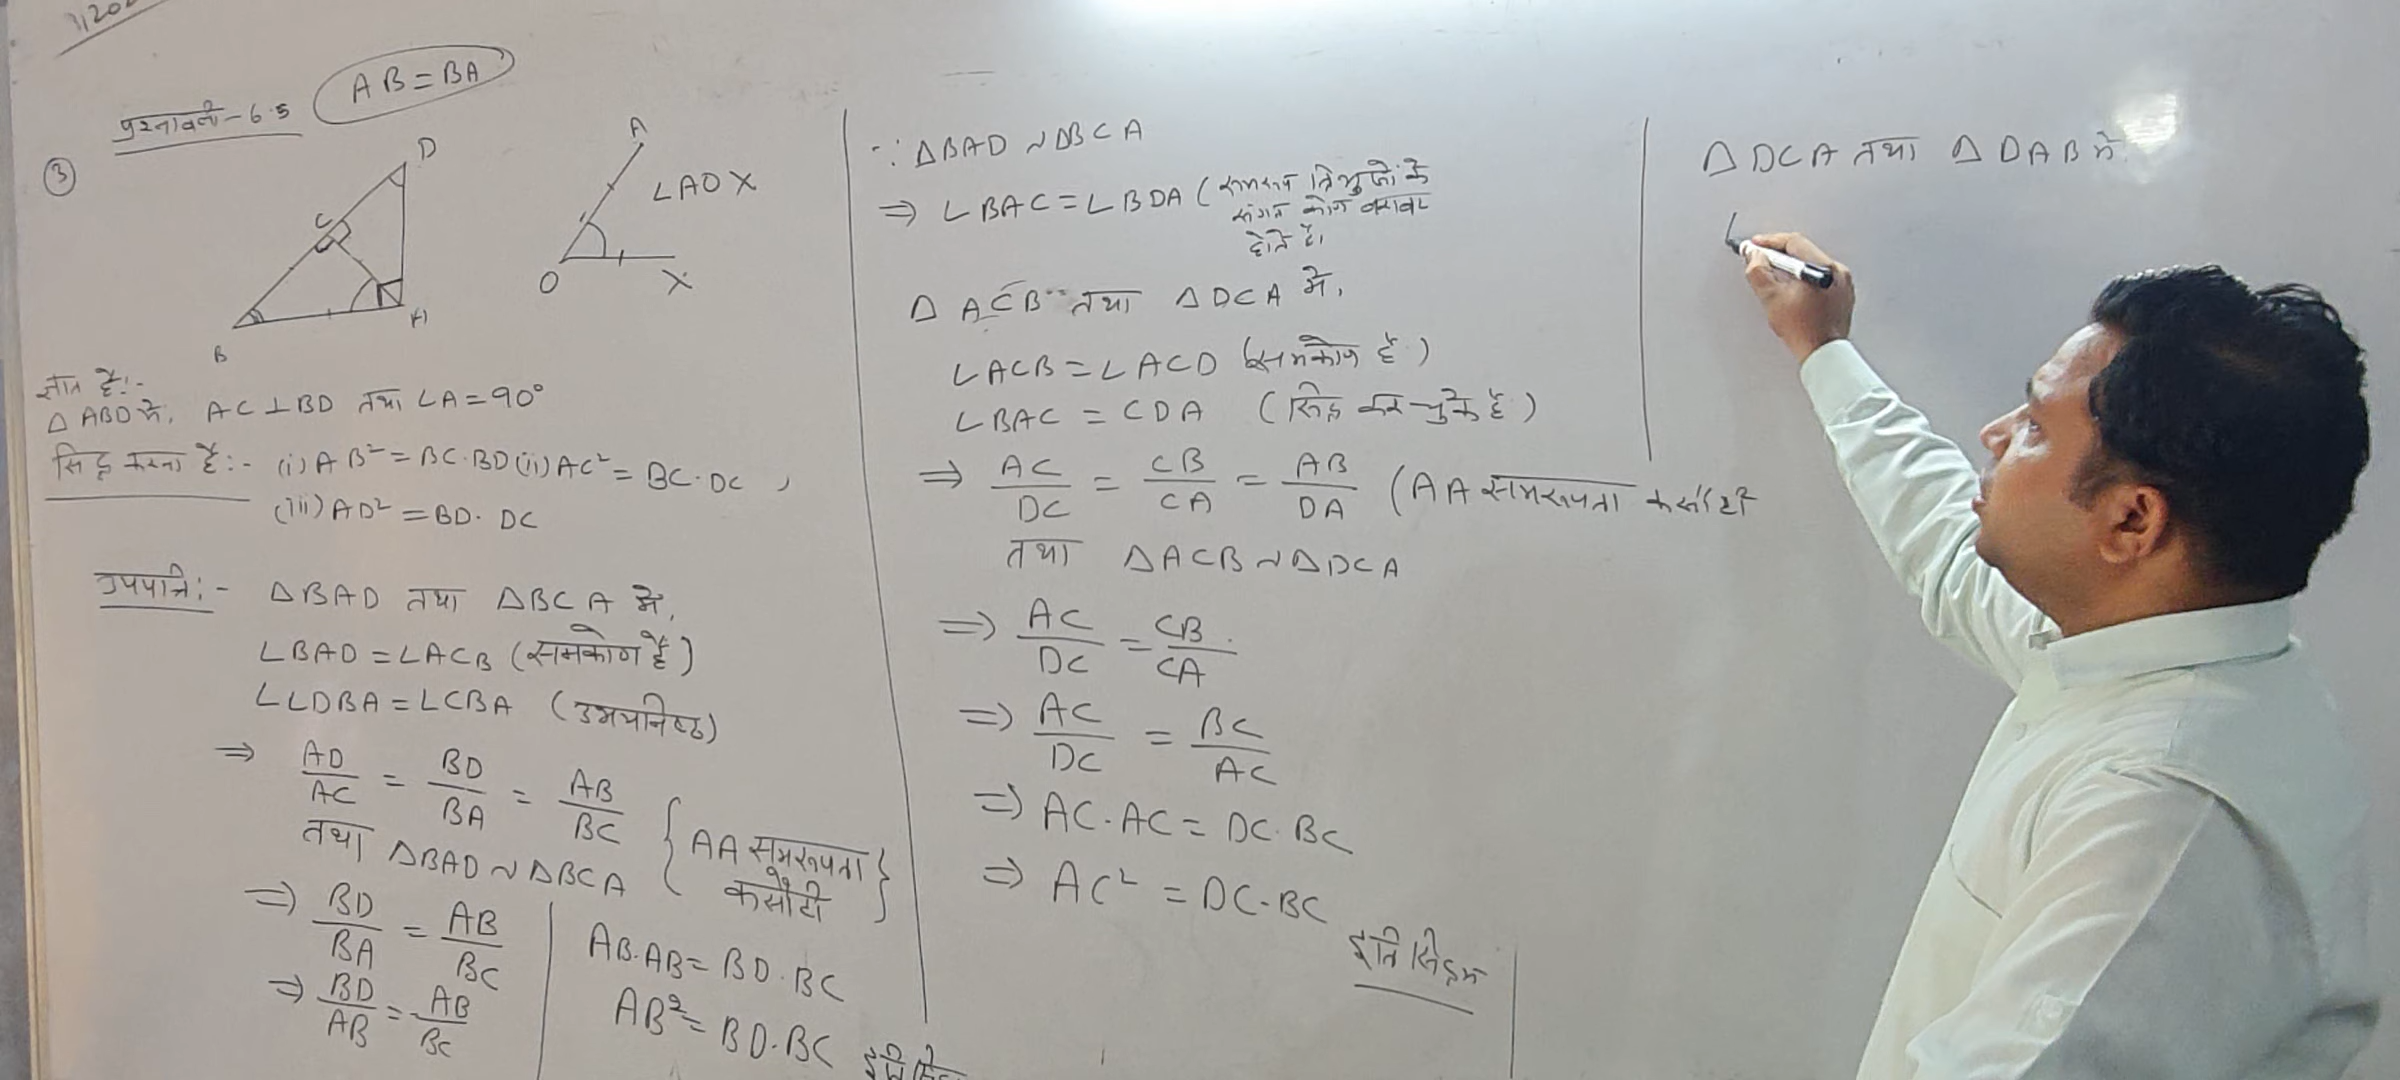 AB=BA
प्रश्नावली-6.5
3
D
C
B
A
A
∠AOX
O
X
ज्ञात है:-
△ABD में, AC⊥BD तथा ∠A=90°
सिद्ध करना है:- (i) AB²=BC·BD (ii) AC²=BC·DC,
(iii) AD²=BD·DC
उपपत्ति:- △BAD तथा △BCA में,
∠BAD=∠ACB (समकोण है)
∠∠DBA=∠CBA (उभयनिष्ठ)
⇒ AD/AC = BD/BA = AB/BC
तथा △BAD~△BCA {AA समरूपता
कसौटी}
⇒ BD/BA = AB/BC
⇒ BD/AB = AB/BC
AB·AB=BD·BC
AB²=BD·BC
इति
∵ △BAD~△BCA
⇒ ∠BAC=∠BDA (समरूप त्रिभुजों के
संगत कोण बराबर
होते है।
△ACB तथा △DCA में,
∠ACB=∠ACD (समकोण है)
∠BAC = CDA (सिद्ध कर चुके है)
⇒ AC/DC = CB/CA = AB/DA (AA समरूपता कसौटी
तथा △ACB~△DCA
⇒ AC/DC = CB/CA
⇒ AC/DC = BC/AC
⇒ AC·AC = DC·BC
⇒ AC² = DC·BC
इति सिद्धम
△DCA तथा △DAB में